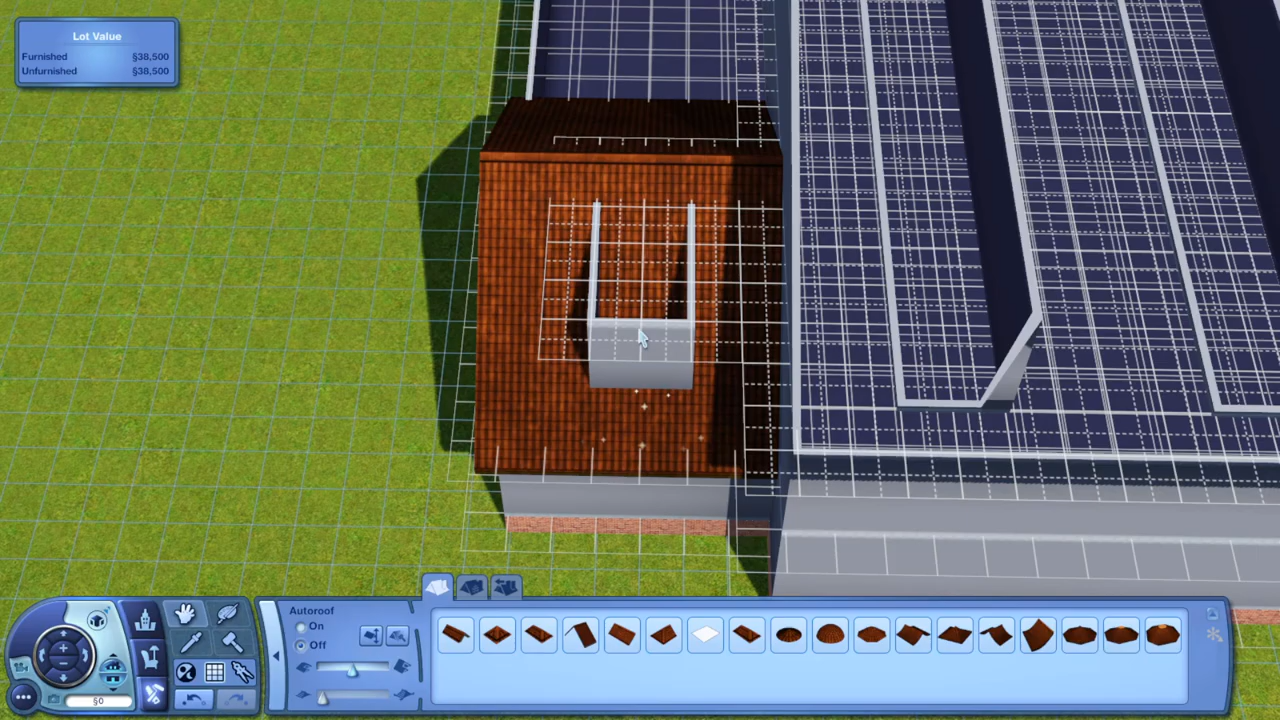 Lot Value
Furnished §38,500
Unfurnished §38,500
Autoroof
On
Off
§0